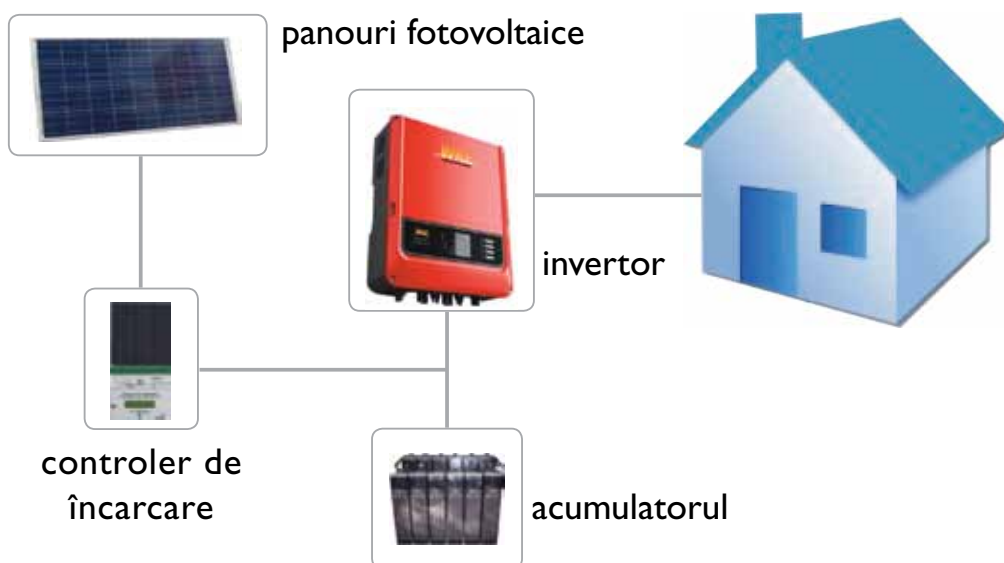 panouri fotovoltaice
invertor
controler de
încarcare
acumulatorul